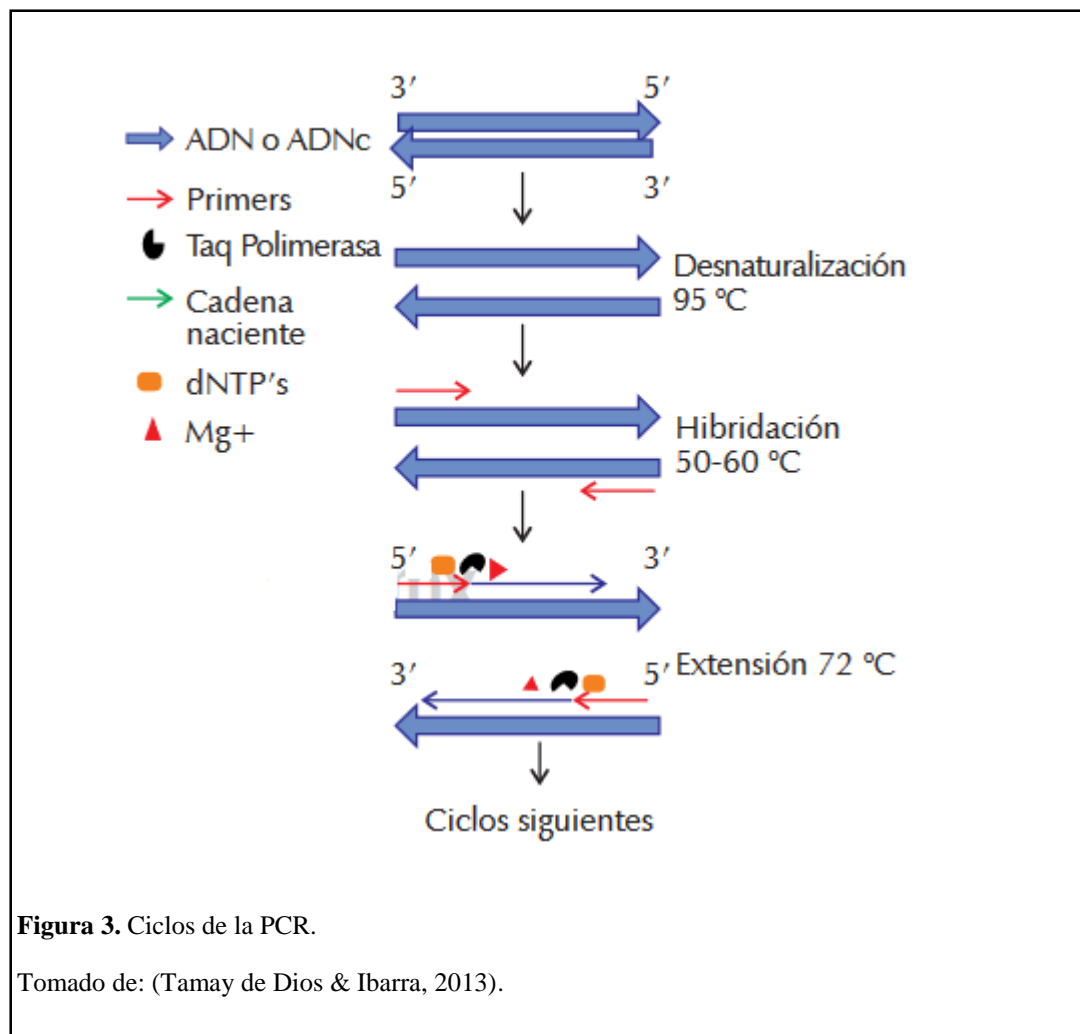 3′ 5′
ADN o ADNc
5′ 3′
Primers
Taq Polimerasa
Cadena
naciente
dNTP's
Mg+
Desnaturalización
95 ºC
Hibridación
50-60 ºC
5′ 3′
3′ 5′
Extensión 72 ºC
Ciclos siguientes
Figura 3. Ciclos de la PCR.
Tomado de: (Tamay de Dios & Ibarra, 2013).